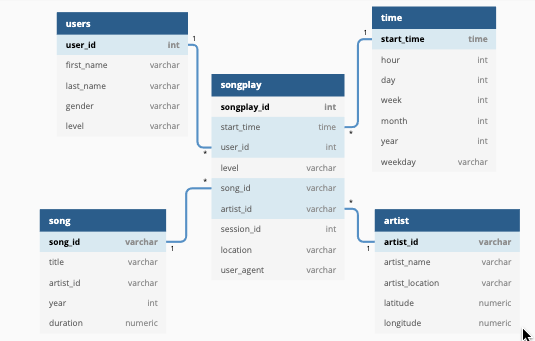 users
user_id int
first_name varchar
last_name varchar
gender varchar
level varchar
1
*
time
start_time time
hour int
day int
week int
month int
year int
weekday varchar
1
*
songplay
songplay_id int
start_time time
user_id int
level varchar
song_id varchar
artist_id varchar
session_id int
location varchar
user_agent varchar
song
song_id varchar
title varchar
artist_id varchar
year int
duration numeric
*
1
artist
artist_id varchar
artist_name varchar
artist_location varchar
latitude numeric
longitude numeric
*
1